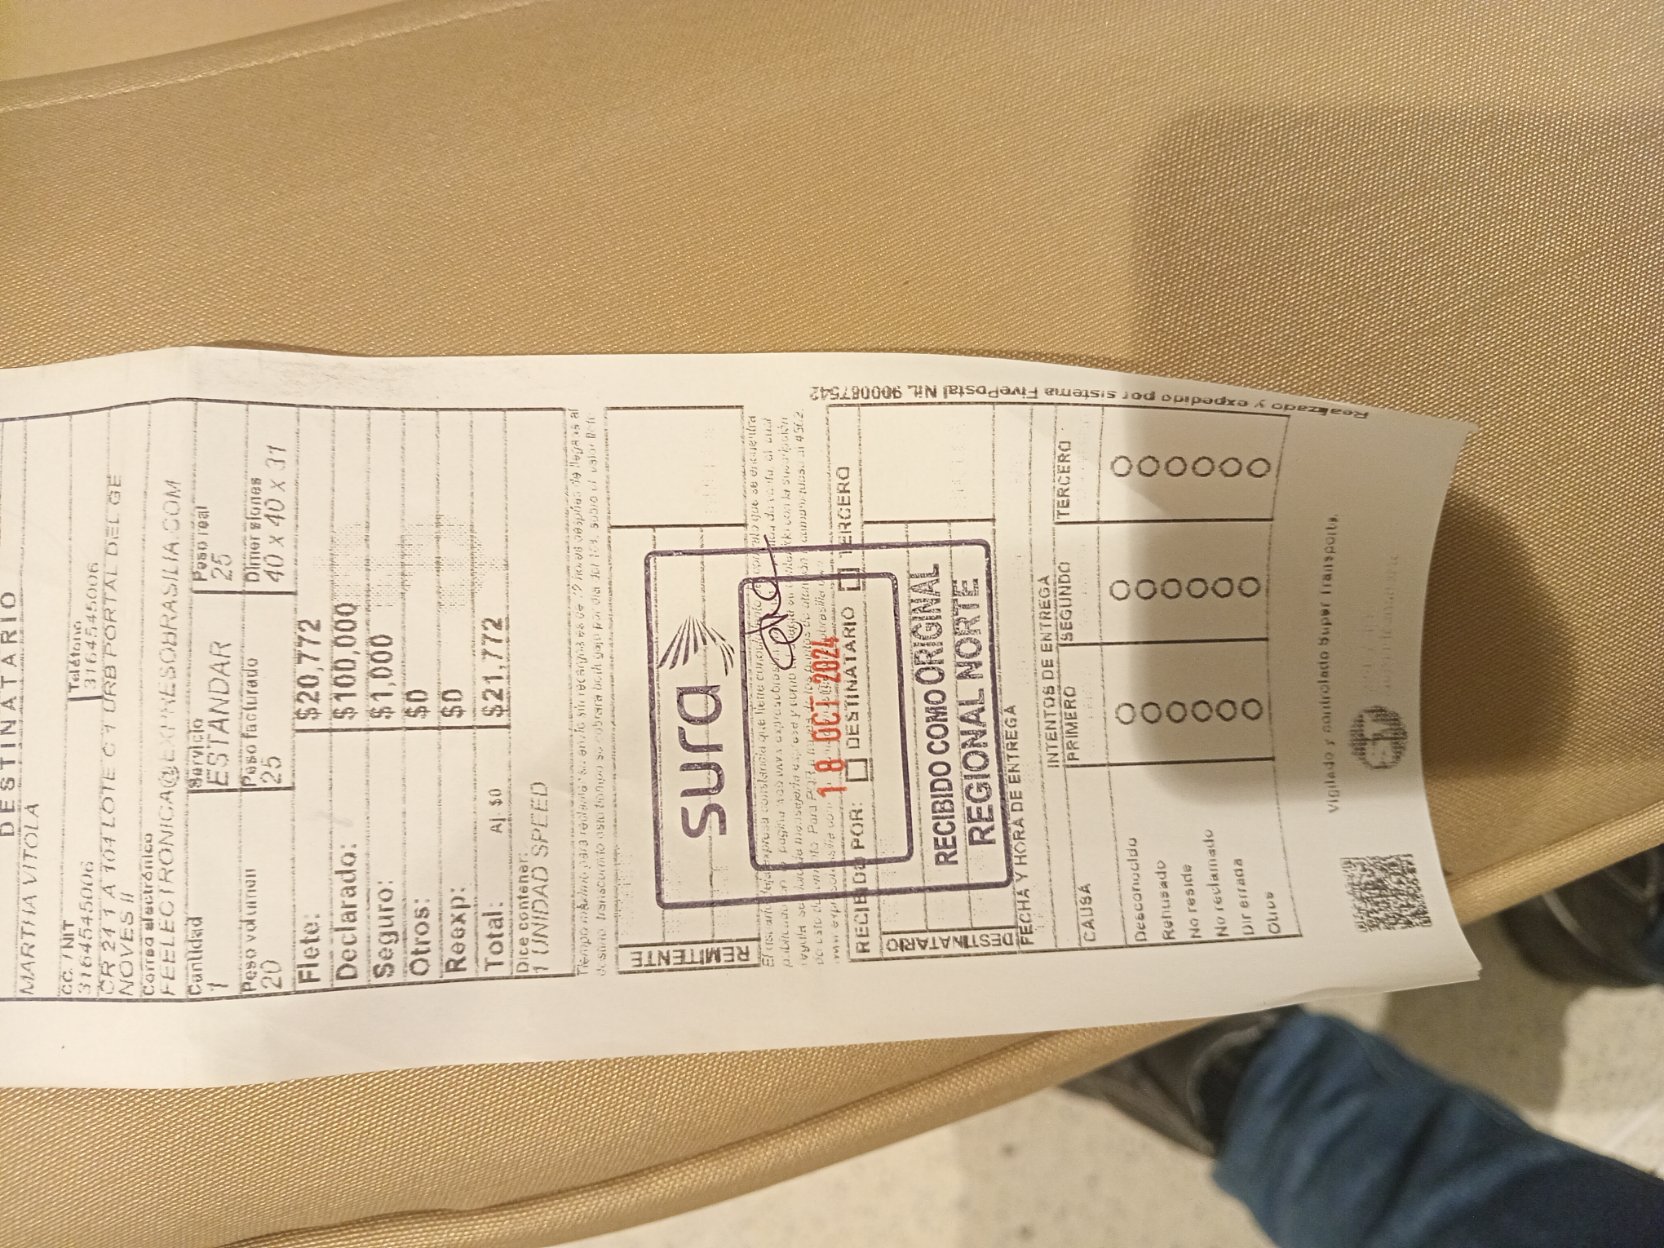 DESTINATARIO
MARTHA VITOLA
CC. / NIT Teléfono
3164545006 3164545006
CR 24 1 A 104 LOTE C 1 URB PORTAL DEL GE
NOVES II
Correo electrónico
FEELECTRONICA@EXPRESOBRASILIA.COM
Cantidad Servicio Peso real
1 ESTANDAR 25
Peso volumen Peso facturado Dimensiones
20 25 40 x 40 x 31
Flete: $20,772
Declarado: $100,000
Seguro: $1,000
Otros: $0
Reexp: $0
Total: Aj $0 $21,772
Dice contener:
1 UNIDAD SPEED
REMITENTE
sura
18 OCT 2024
RECIBIDO POR: DESTINATARIO TERCERO
RECIBIDO COMO ORIGINAL
REGIONAL NORTE
DESTINATARIO
FECHA Y HORA DE ENTREGA
INTENTOS DE ENTREGA
CAUSA PRIMERO SEGUNDO TERCERO
Desconocido
Rehusado
No reside
No reclamado
Dir errada
Otros
Vigilado y controlado Super Transporte.
Realizado y expedido por sistema FivePostal Nit. 900087542